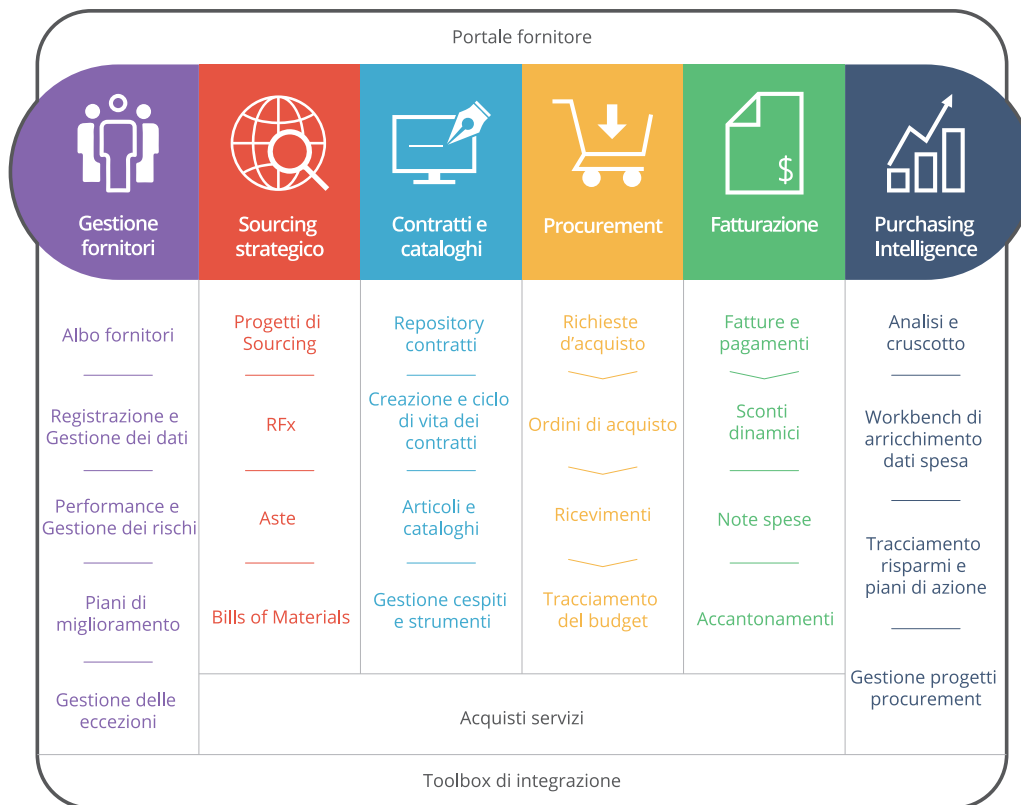 Portale fornitore
Gestione
fornitori
Sourcing
strategico
Contratti e
cataloghi
Procurement
$
Fatturazione
Purchasing
Intelligence
Albo fornitori
Registrazione e
Gestione dei dati
Performance e
Gestione dei rischi
Piani di
miglioramento
Gestione delle
eccezioni
Progetti di
Sourcing
RFx
Aste
Bills of Materials
Repository
contratti
Creazione e ciclo
di vita dei
contratti
Articoli e
cataloghi
Gestione cespiti
e strumenti
Richieste
d'acquisto
Ordini di acquisto
Ricevimenti
Tracciamento
del budget
Fatture e
pagamenti
Sconti
dinamici
Note spese
Accantonamenti
Analisi e
cruscotto
Workbench di
arricchimento
dati spesa
Tracciamento
risparmi e
piani di azione
Gestione progetti
procurement
Acquisti servizi
Toolbox di integrazione